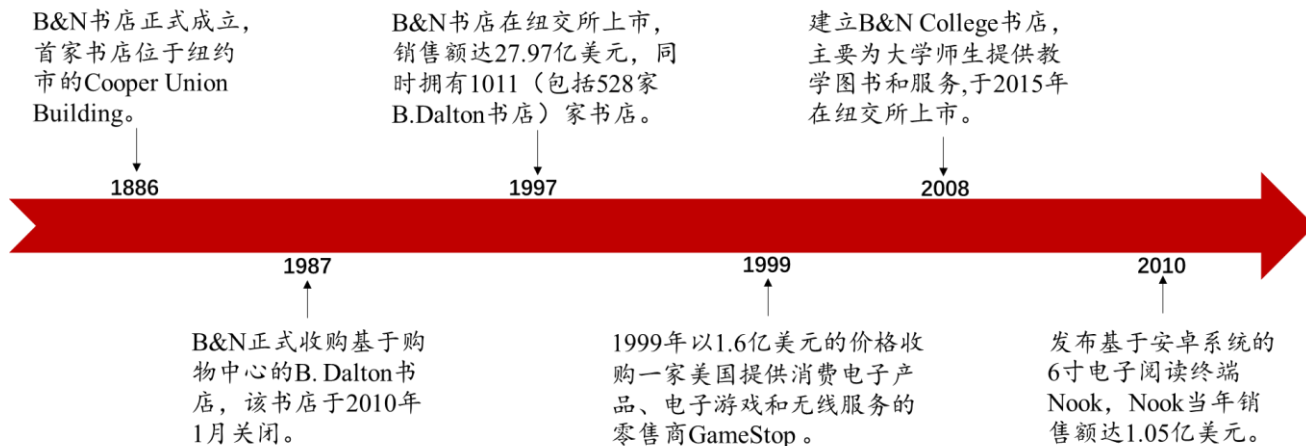 B&N书店正式成立，
首家书店位于纽约
市的Cooper Union
Building。
B&N书店在纽交所上市，
销售额达27.97亿美元，同
时拥有1011（包括528家
B.Dalton书店）家书店。
建立B&N College书店，
主要为大学师生提供教
学图书和服务,于2015年
在纽交所上市。
1886
1997
2008
1987
1999
2010
B&N正式收购基于购
物中心的B. Dalton书
店，该书店于2010年
1月关闭。
1999年以1.6亿美元的价格收
购一家美国提供消费电子产
品、电子游戏和无线服务的
零售商GameStop 。
发布基于安卓系统的
6寸电子阅读终端
Nook，Nook当年销
售额达1.05亿美元。